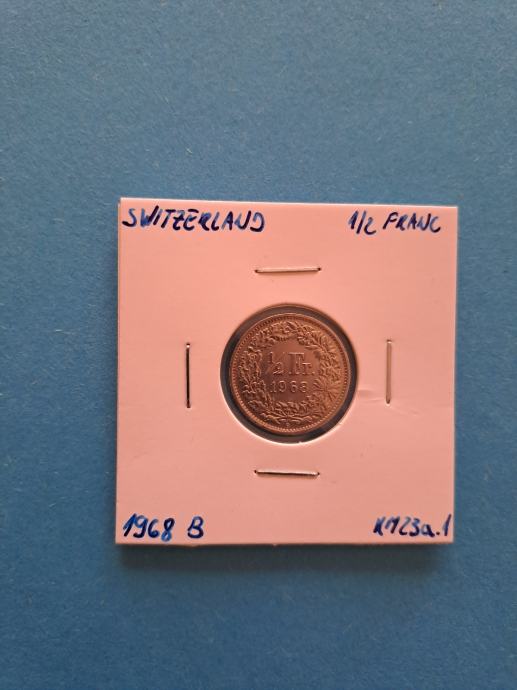 SWITZERLAND 1/2 FRANC
1/2 Fr.
1968
B
1968 B KM23a.1